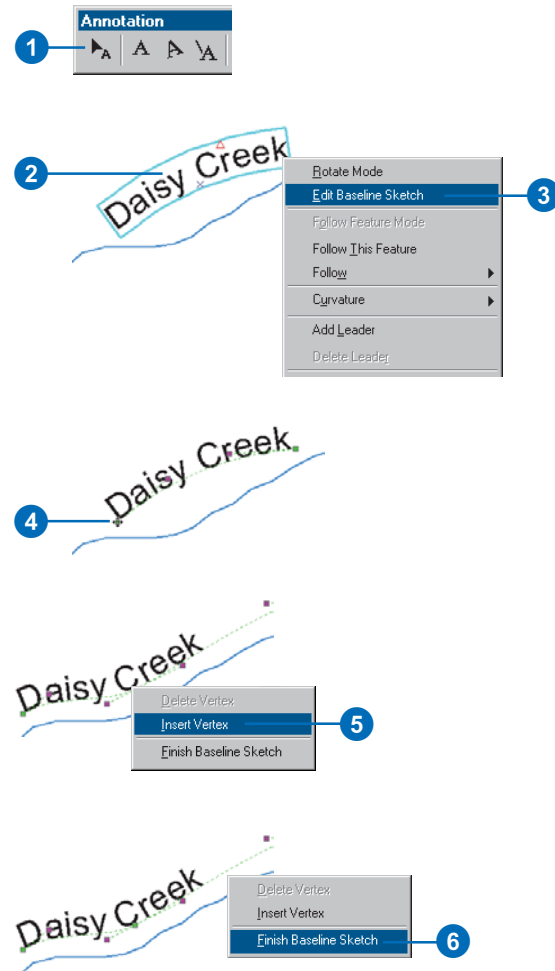 Annotation
1
A A A A
2
Daisy Creek
Rotate Mode
Edit Baseline Sketch
3
Follow Feature Mode
Follow This Feature
Follow
Curvature
Add Leader
Delete Leader
Daisy Creek
4
Daisy Creek
Delete Vertex
Insert Vertex
5
Finish Baseline Sketch
Daisy Creek
Delete Vertex
Insert Vertex
Finish Baseline Sketch
6